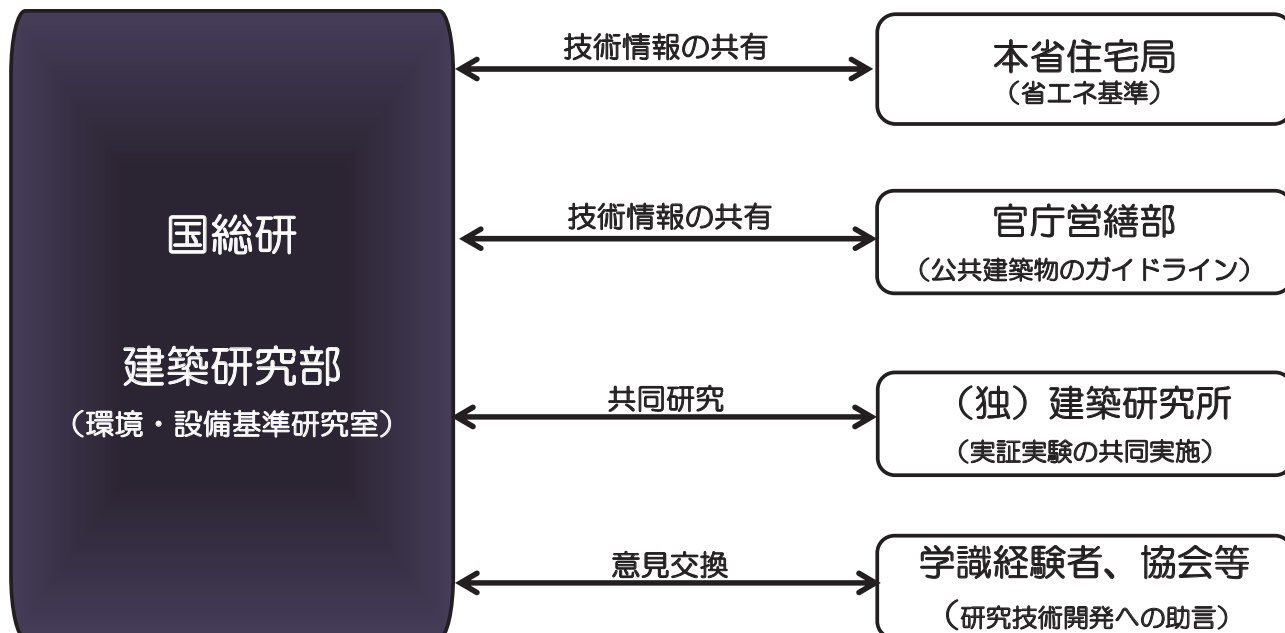 国総研
建築研究部
（環境・設備基準研究室）
技術情報の共有
本省住宅局
（省エネ基準）
技術情報の共有
官庁営繕部
（公共建築物のガイドライン）
共同研究
（独）建築研究所
（実証実験の共同実施）
意見交換
学識経験者、協会等
（研究技術開発への助言）